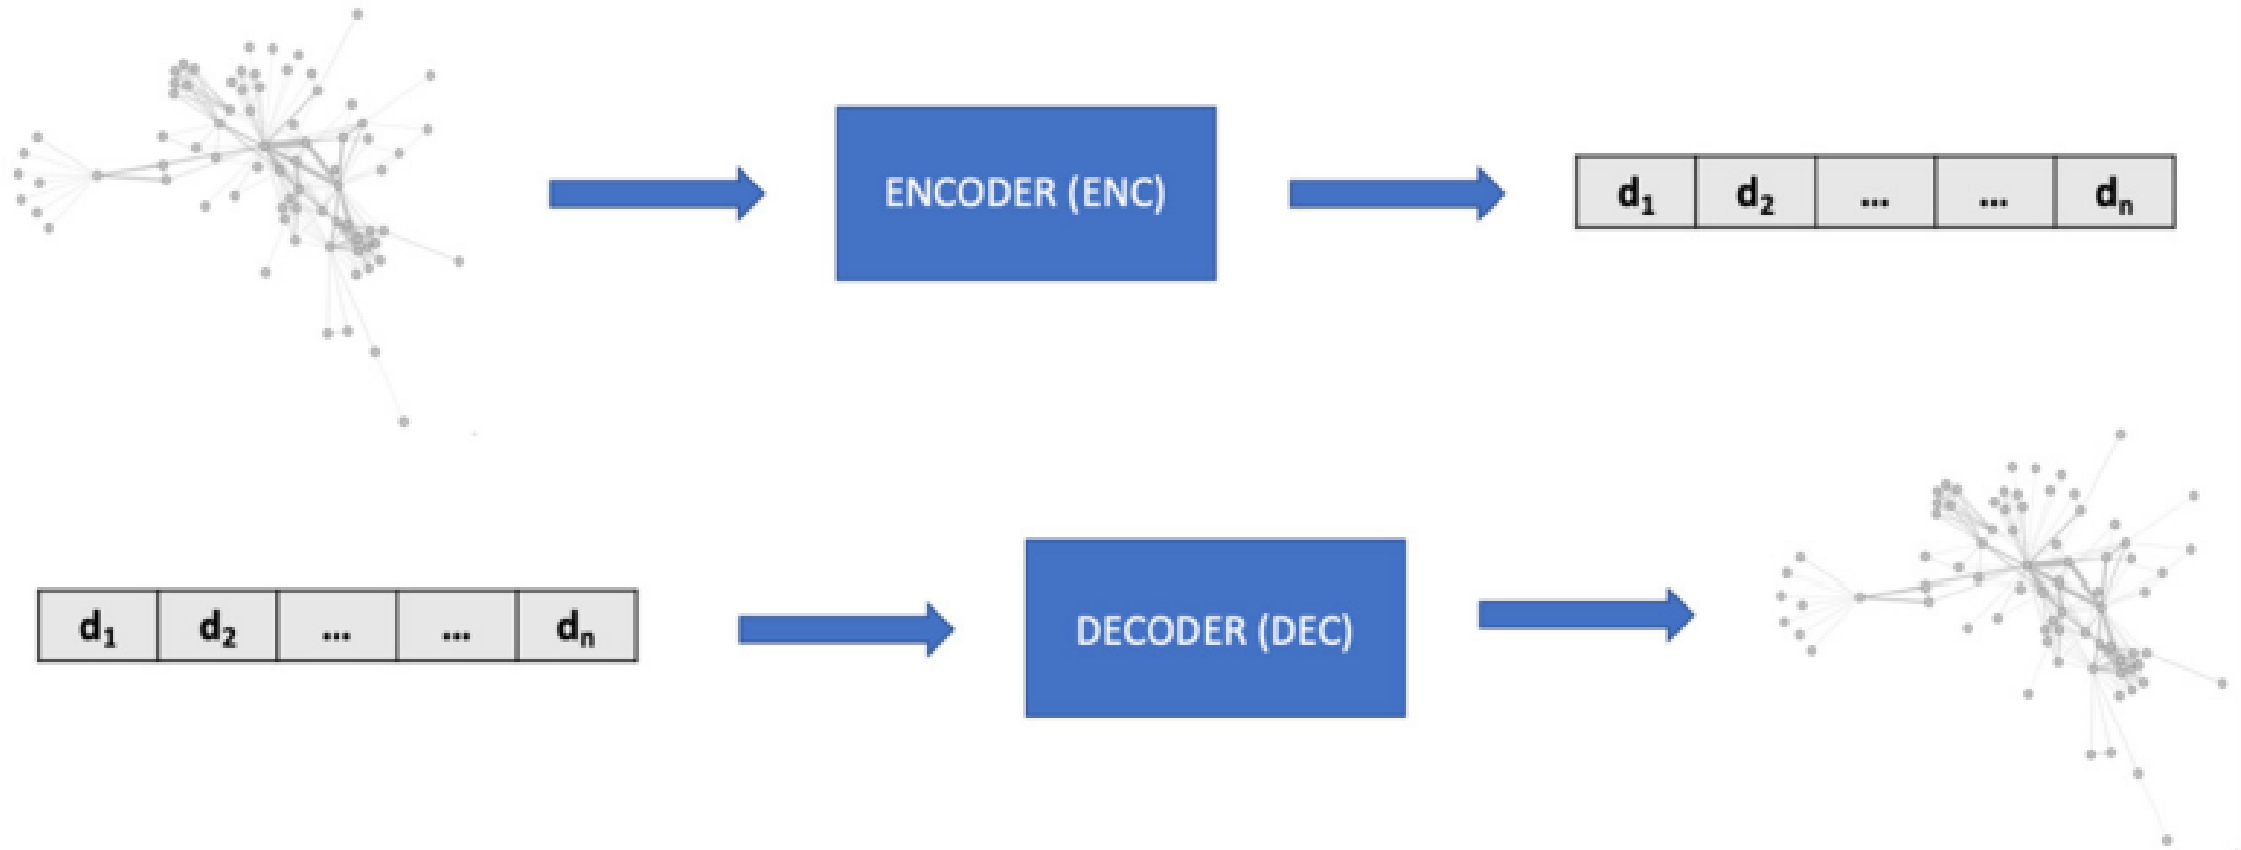 ENCODER (ENC)
d₁ d₂ ... ... dₙ
d₁ d₂ ... ... dₙ
DECODER (DEC)